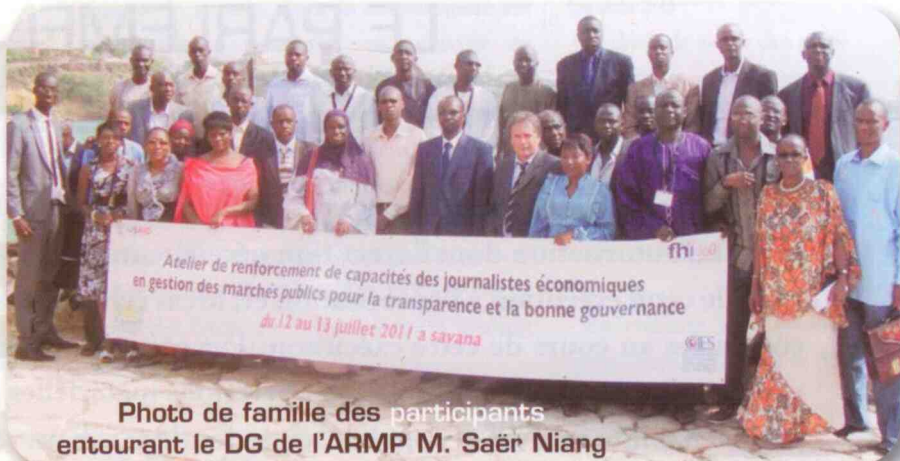 USAID
fhi
Atelier de renforcement de capacités des journalistes économiques
en gestion des marchés publics pour la transparence et la bonne gouvernance
du 12 au 13 juillet 2011 a savana
Photo de famille des participants
entourant le DG de l'ARMP M. Saër Niang